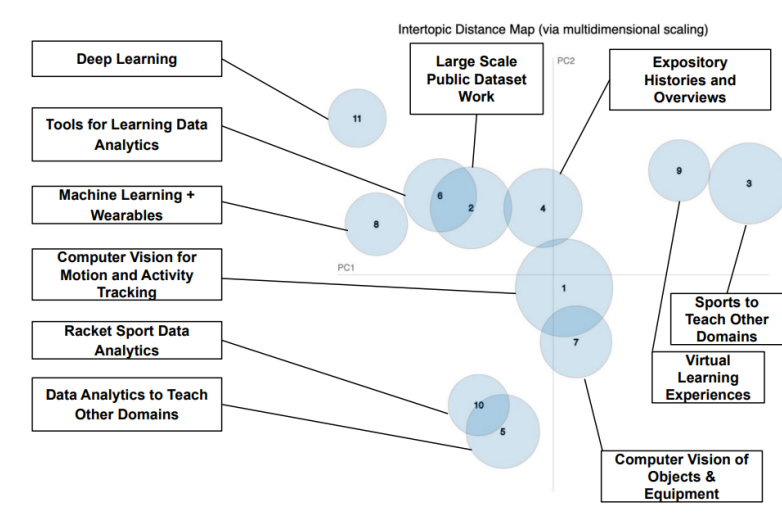 Intertopic Distance Map (via multidimensional scaling)
Deep Learning
Large Scale
Public Dataset
Work
PC2
Expository
Histories and
Overviews
11
Tools for Learning Data
Analytics
9
3
6
2
4
Machine Learning +
Wearables
8
Computer Vision for
Motion and Activity
Tracking
PC1
1
Sports to
Teach Other
Domains
Racket Sport Data
Analytics
7
Virtual
Learning
Experiences
Data Analytics to Teach
Other Domains
10
5
Computer Vision of
Objects &
Equipment